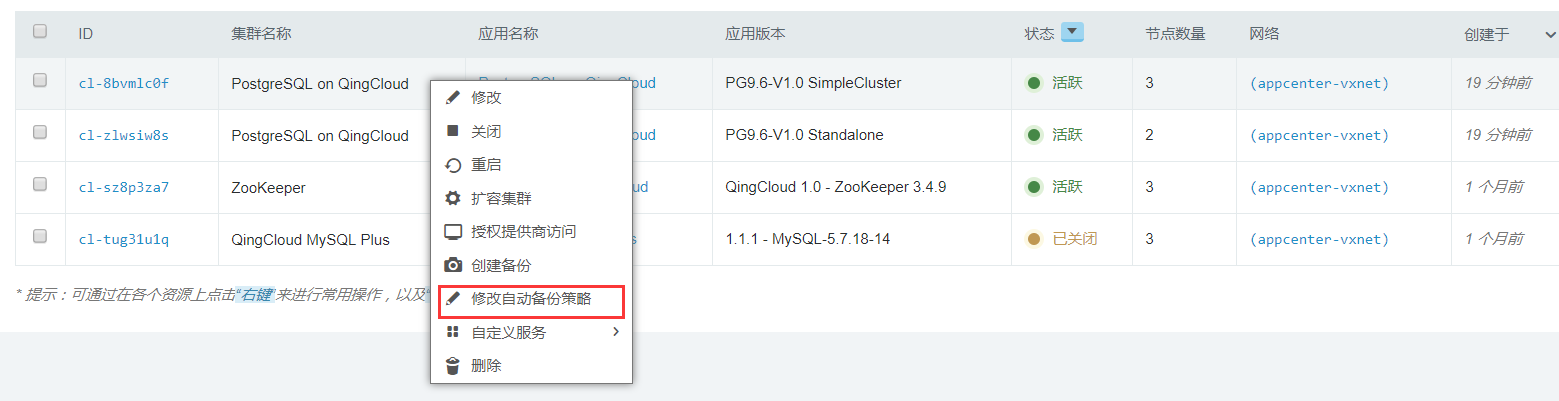 ID 集群名称 应用名称 应用版本 状态 节点数量 网络 创建于
cl-8bvmlc0f PostgreSQL on QingCloud PG9.6-V1.0 SimpleCluster 活跃 3 (appcenter-vxnet) 19 分钟前
修改
关闭
cl-zlwsiw8s PostgreSQL on QingCloud PG9.6-V1.0 Standalone 活跃 2 (appcenter-vxnet) 19 分钟前
重启
cl-sz8p3za7 ZooKeeper QingCloud 1.0 - ZooKeeper 3.4.9 活跃 3 (appcenter-vxnet) 1 个月前
扩容集群
授权提供商访问
cl-tug31u1q QingCloud MySQL Plus 1.1.1 - MySQL-5.7.18-14 已关闭 3 (appcenter-vxnet) 1 个月前
创建备份
* 提示：可通过在各个资源上点击“右键”来进行常用操作，以及“
修改自动备份策略
自定义服务
删除